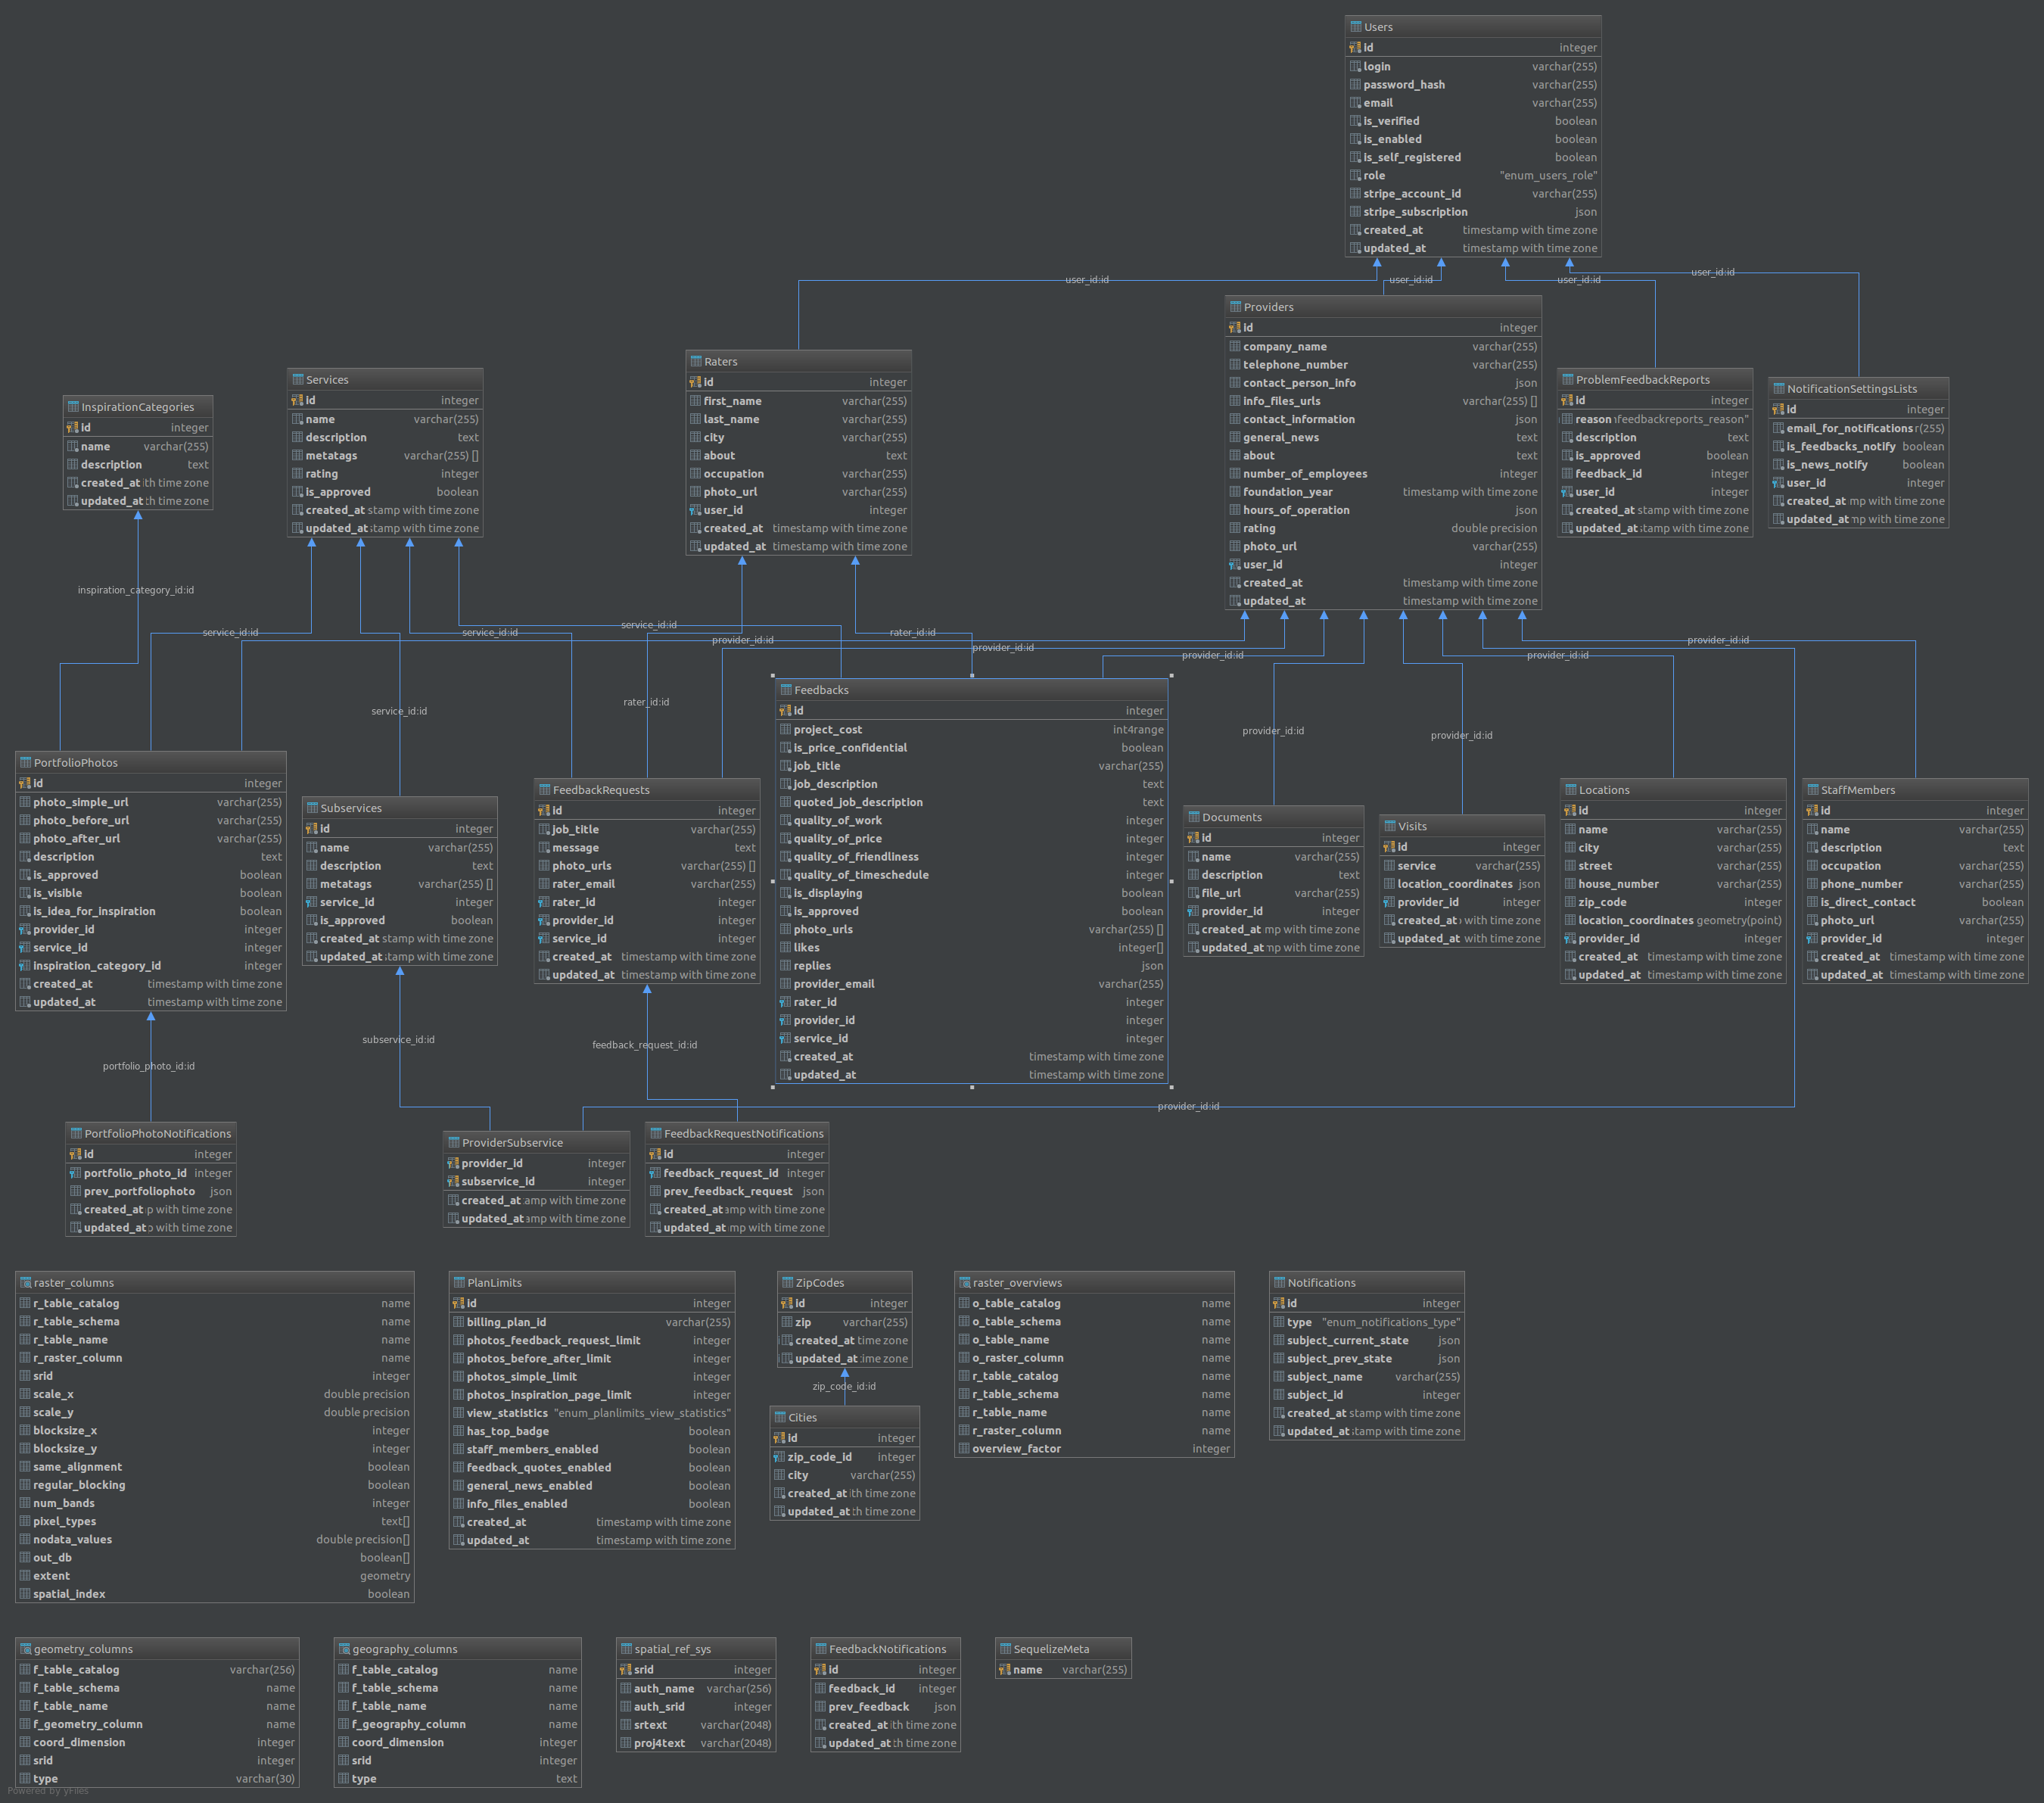 Users
id integer
login varchar(255)
password_hash varchar(255)
email varchar(255)
is_verified boolean
is_enabled boolean
is_self_registered boolean
role "enum_users_role"
stripe_account_id varchar(255)
stripe_subscription json
created_at timestamp with time zone
updated_at timestamp with time zone
user_id:id
user_id:id
user_id:id
user_id:id
Providers
id integer
company_name varchar(255)
telephone_number varchar(255)
contact_person_info json
info_files_urls varchar(255) []
contact_information json
general_news text
about text
number_of_employees integer
foundation_year timestamp with time zone
hours_of_operation json
rating double precision
photo_url varchar(255)
user_id integer
created_at timestamp with time zone
updated_at timestamp with time zone
Raters
id integer
first_name varchar(255)
last_name varchar(255)
city varchar(255)
about text
occupation varchar(255)
photo_url varchar(255)
user_id integer
created_at timestamp with time zone
updated_at timestamp with time zone
Services
id integer
name varchar(255)
description text
metatags varchar(255) []
rating integer
is_approved boolean
created_at stamp with time zone
updated_at stamp with time zone
InspirationCategories
id integer
name varchar(255)
description text
created_at th time zone
updated_at th time zone
ProblemFeedbackReports
id integer
reason feedbackreports_reason"
description text
is_approved boolean
feedback_id integer
user_id integer
created_at stamp with time zone
updated_at stamp with time zone
NotificationSettingsLists
id integer
email_for_notifications r(255)
is_feedbacks_notify boolean
is_news_notify boolean
user_id integer
created_at mp with time zone
updated_at mp with time zone
inspiration_category_id:id
service_id:id
service_id:id
service_id:id
rater_id:id
provider_id:id
provider_id:id
provider_id:id
provider_id:id
provider_id:id
service_id:id
rater_id:id
provider_id:id
provider_id:id
Feedbacks
id integer
project_cost int4range
is_price_confidential boolean
job_title varchar(255)
job_description text
quoted_job_description text
quality_of_work integer
quality_of_price integer
quality_of_friendliness integer
quality_of_timeschedule integer
is_displaying boolean
is_approved boolean
photo_urls varchar(255) []
likes integer[]
replies json
provider_email varchar(255)
rater_id integer
provider_id integer
service_id integer
created_at timestamp with time zone
updated_at timestamp with time zone
PortfolioPhotos
id integer
photo_simple_url varchar(255)
photo_before_url varchar(255)
photo_after_url varchar(255)
description text
is_approved boolean
is_visible boolean
is_idea_for_inspiration boolean
provider_id integer
service_id integer
inspiration_category_id integer
created_at timestamp with time zone
updated_at timestamp with time zone
Subservices
id integer
name varchar(255)
description text
metatags varchar(255) []
service_id integer
is_approved boolean
created_at stamp with time zone
updated_at stamp with time zone
FeedbackRequests
id integer
job_title varchar(255)
message text
photo_urls varchar(255) []
rater_email varchar(255)
rater_id integer
provider_id integer
service_id integer
created_at timestamp with time zone
updated_at timestamp with time zone
Documents
id integer
name varchar(255)
description text
file_url varchar(255)
provider_id integer
created_at mp with time zone
updated_at mp with time zone
Visits
id integer
service varchar(255)
location_coordinates json
provider_id integer
created_at with time zone
updated_at with time zone
Locations
id integer
name varchar(255)
city varchar(255)
street varchar(255)
house_number varchar(255)
zip_code integer
location_coordinates geometry(point)
provider_id integer
created_at timestamp with time zone
updated_at timestamp with time zone
StaffMembers
id integer
name varchar(255)
description text
occupation varchar(255)
phone_number varchar(255)
is_direct_contact boolean
photo_url varchar(255)
provider_id integer
created_at timestamp with time zone
updated_at timestamp with time zone
portfolio_photo_id:id
subservice_id:id
feedback_request_id:id
provider_id:id
PortfolioPhotoNotifications
id integer
portfolio_photo_id integer
prev_portfoliophoto json
created_at p with time zone
updated_at p with time zone
ProviderSubservice
provider_id integer
subservice_id integer
created_at amp with time zone
updated_at amp with time zone
FeedbackRequestNotifications
id integer
feedback_request_id integer
prev_feedback_request json
created_at mp with time zone
updated_at mp with time zone
raster_columns
r_table_catalog name
r_table_schema name
r_table_name name
r_raster_column name
srid integer
scale_x double precision
scale_y double precision
blocksize_x integer
blocksize_y integer
same_alignment boolean
regular_blocking boolean
num_bands integer
pixel_types text[]
nodata_values double precision[]
out_db boolean[]
extent geometry
spatial_index boolean
PlanLimits
id integer
billing_plan_id varchar(255)
photos_feedback_request_limit integer
photos_before_after_limit integer
photos_simple_limit integer
photos_inspiration_page_limit integer
view_statistics "enum_planlimits_view_statistics"
has_top_badge boolean
staff_members_enabled boolean
feedback_quotes_enabled boolean
general_news_enabled boolean
info_files_enabled boolean
created_at timestamp with time zone
updated_at timestamp with time zone
ZipCodes
id integer
zip varchar(255)
created_at time zone
updated_at ime zone
zip_code_id:id
Cities
id integer
zip_code_id integer
city varchar(255)
created_at th time zone
updated_at th time zone
raster_overviews
o_table_catalog name
o_table_schema name
o_table_name name
o_raster_column name
r_table_catalog name
r_table_schema name
r_table_name name
r_raster_column name
overview_factor integer
Notifications
id integer
type "enum_notifications_type"
subject_current_state json
subject_prev_state json
subject_name varchar(255)
subject_id integer
created_at stamp with time zone
updated_at stamp with time zone
geometry_columns
f_table_catalog varchar(256)
f_table_schema name
f_table_name name
f_geometry_column name
coord_dimension integer
srid integer
type varchar(30)
geography_columns
f_table_catalog name
f_table_schema name
f_table_name name
f_geography_column name
coord_dimension integer
srid integer
type text
spatial_ref_sys
srid integer
auth_name varchar(256)
auth_srid integer
srtext varchar(2048)
proj4text varchar(2048)
FeedbackNotifications
id integer
feedback_id integer
prev_feedback json
created_at th time zone
updated_at th time zone
SequelizeMeta
name varchar(255)
Powered by yFiles